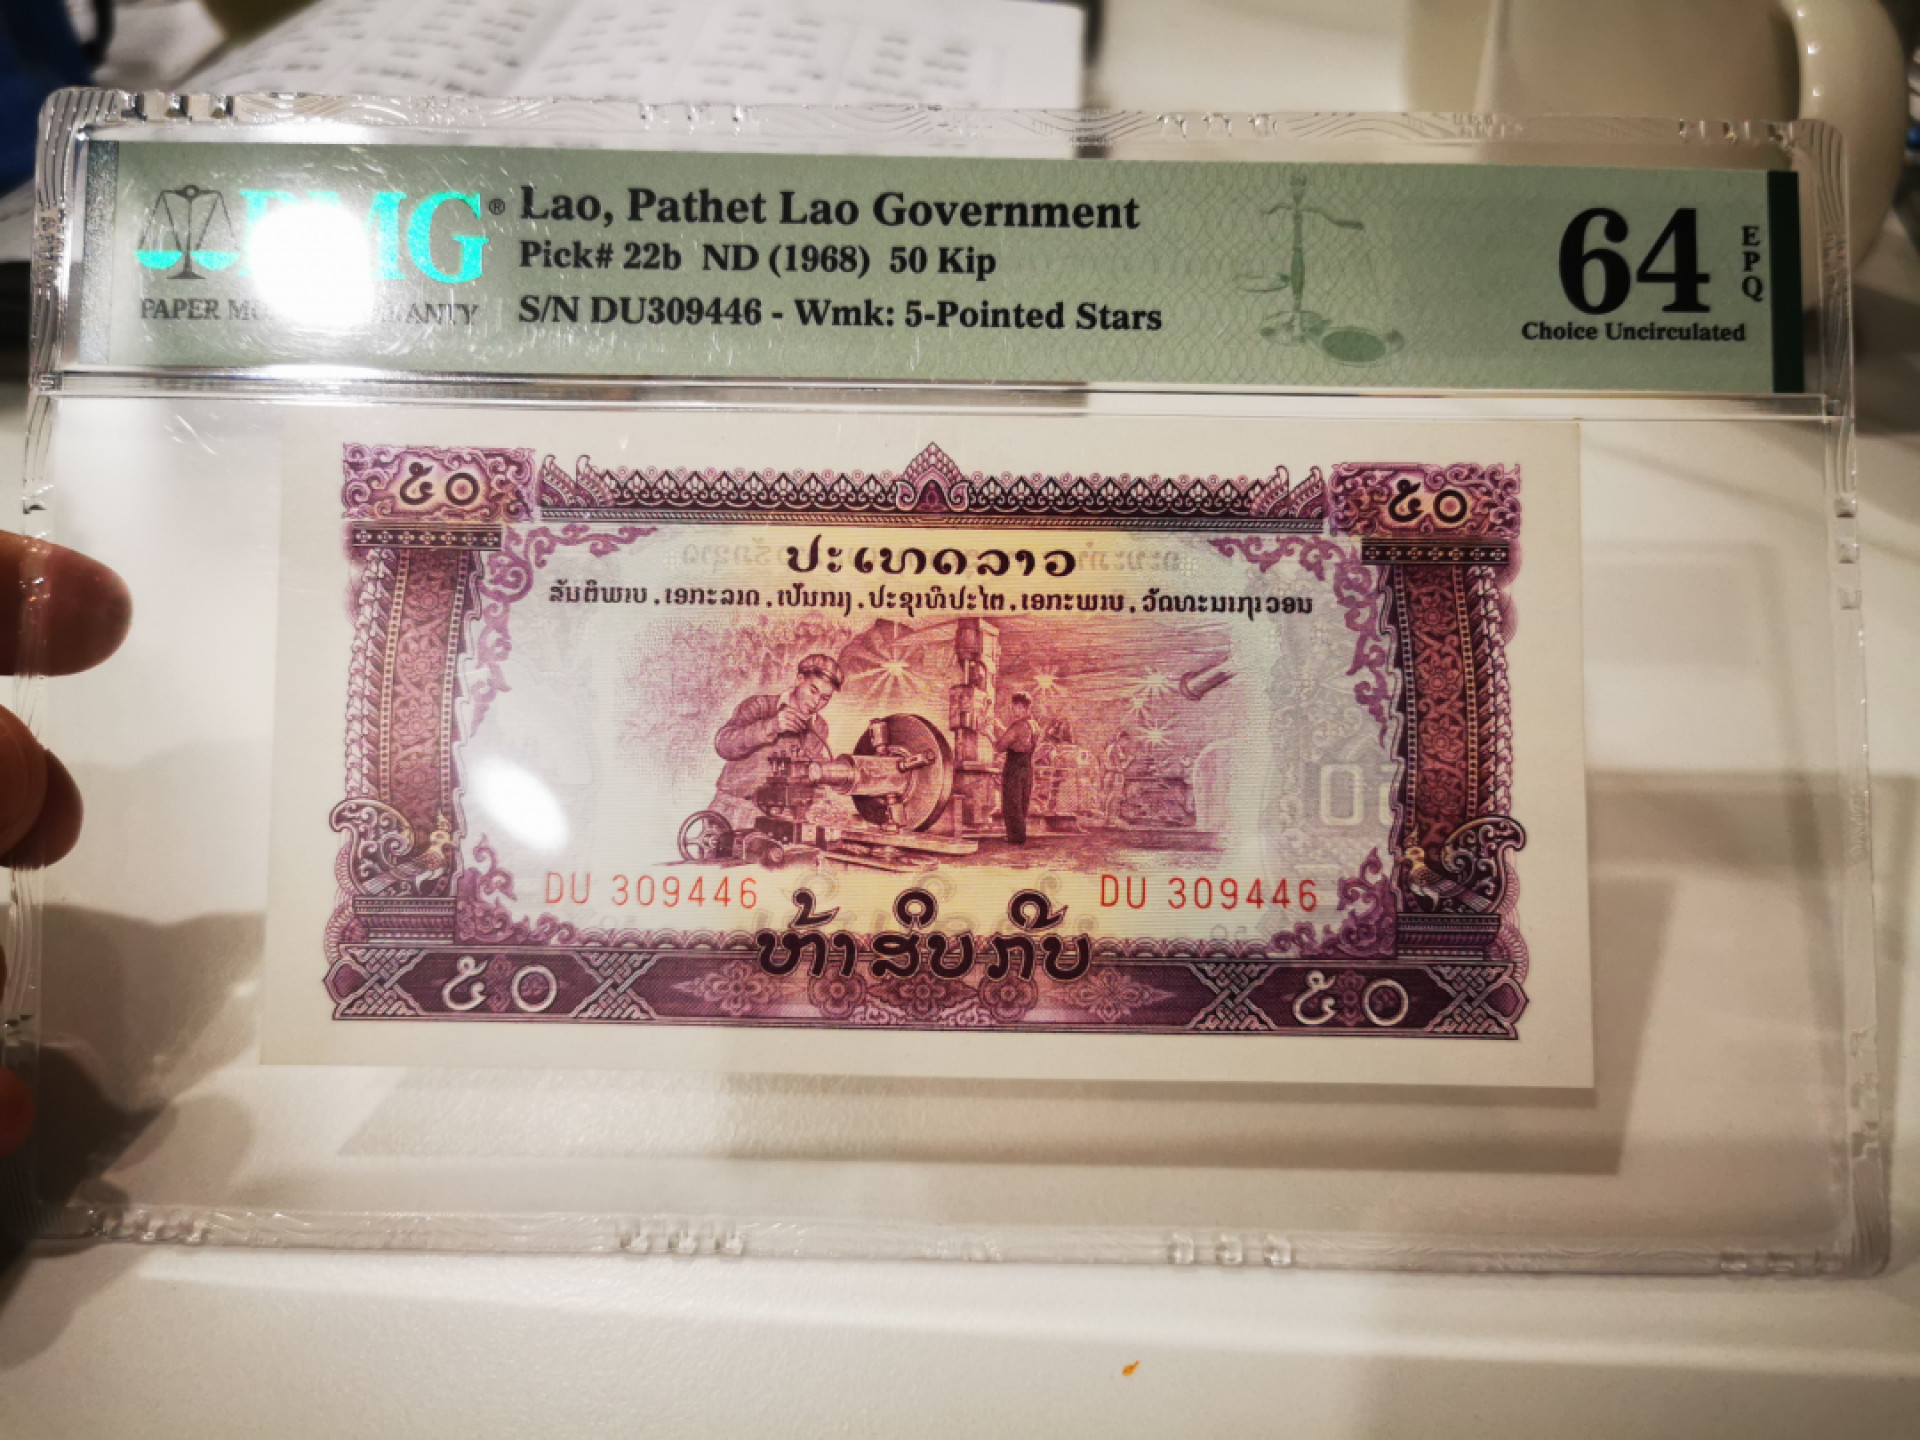 PMG®
PAPER MONEY GUARANTY
Lao, Pathet Lao Government
Pick# 22b ND (1968) 50 Kip
S/N DU309446 - Wmk: 5-Pointed Stars
64
EPQ
Choice Uncirculated
໕໐ ໕໐
ປະເທດລາວ
ສັນຕິພາບ . ເອກະລາດ . ເປັນກາງ . ປະຊາທິປະໄຕ . ເອກະພາບ . ວັດທະນາຖາວອນ
50
DU 309446 DU 309446
ຫ້າສິບກີບ
໕໐ ໕໐